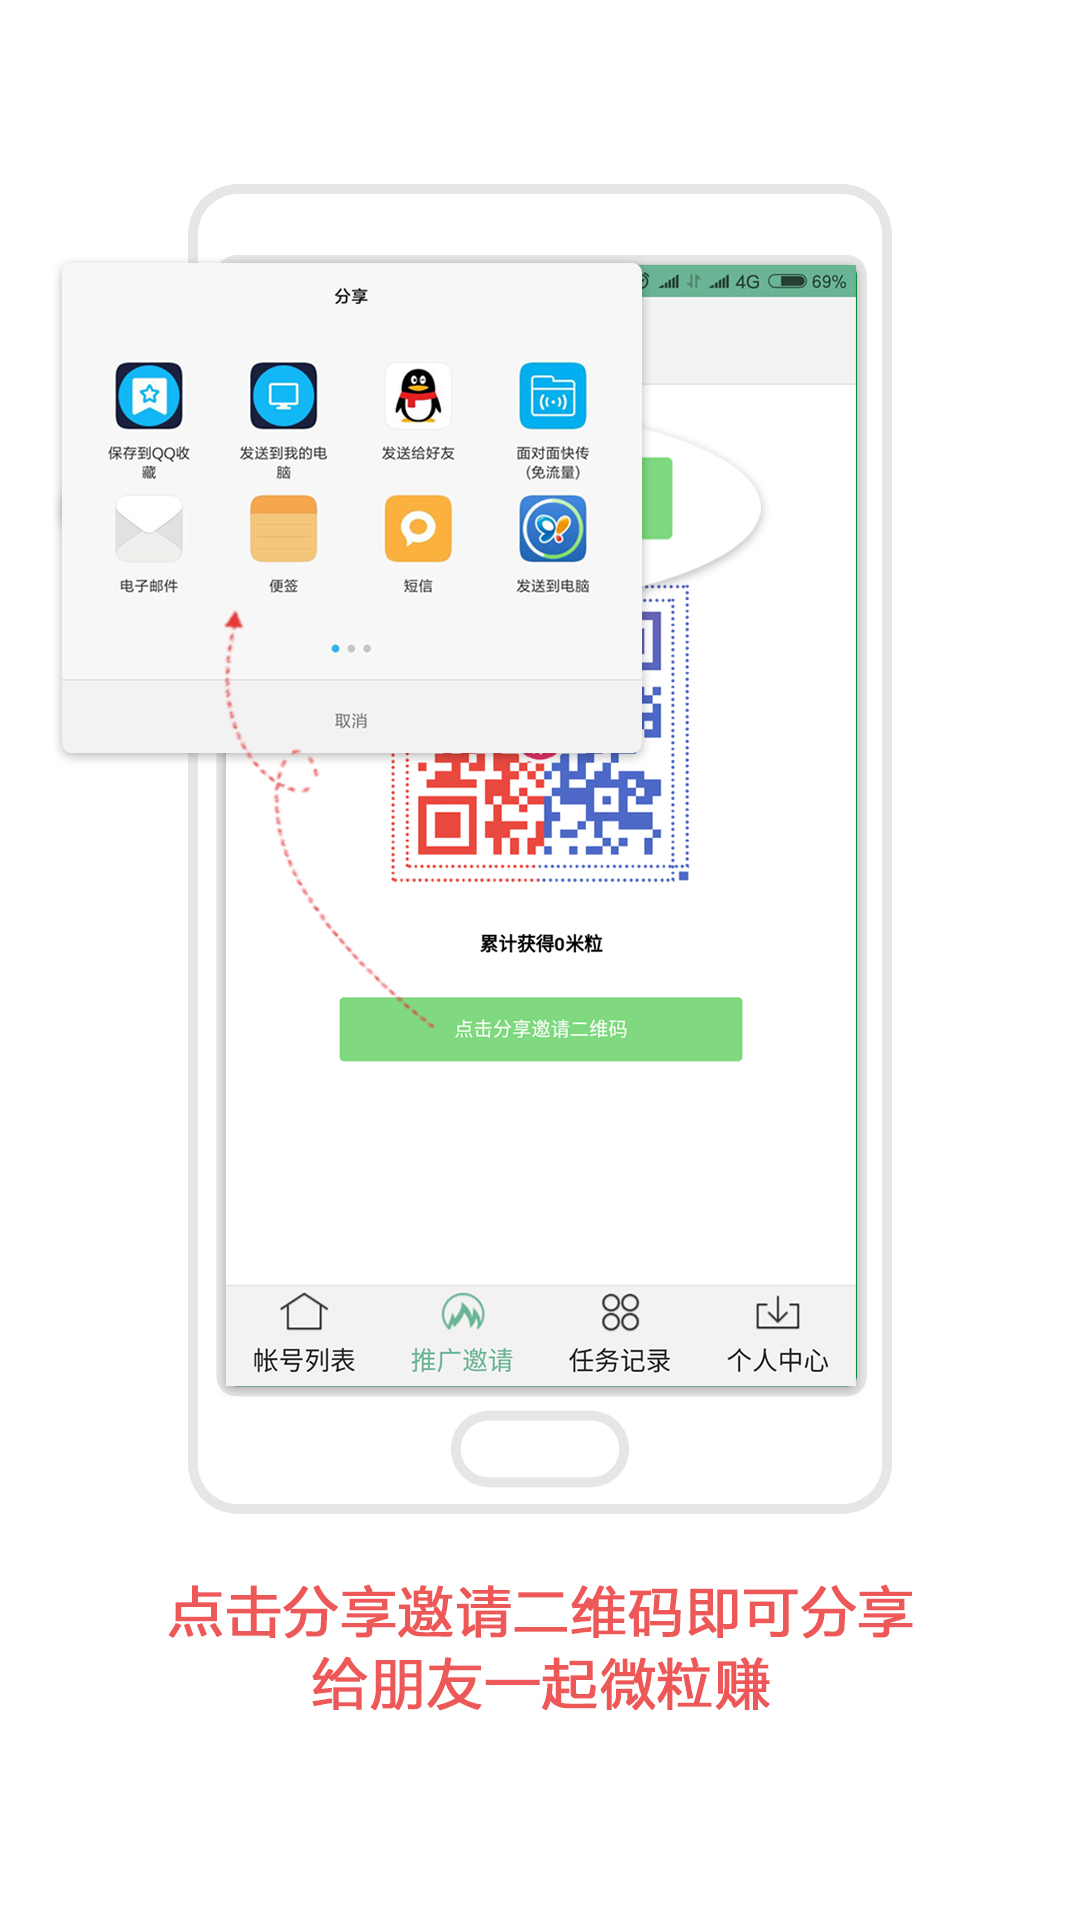 4G 69%
分享
保存到QQ收
藏
发送到我的电
脑
发送给好友
面对面快传
(免流量)
电子邮件
便签
短信
发送到电脑
取消
累计获得0米粒
点击分享邀请二维码
帐号列表
推广邀请
任务记录
个人中心
点击分享邀请二维码即可分享
给朋友一起微粒赚